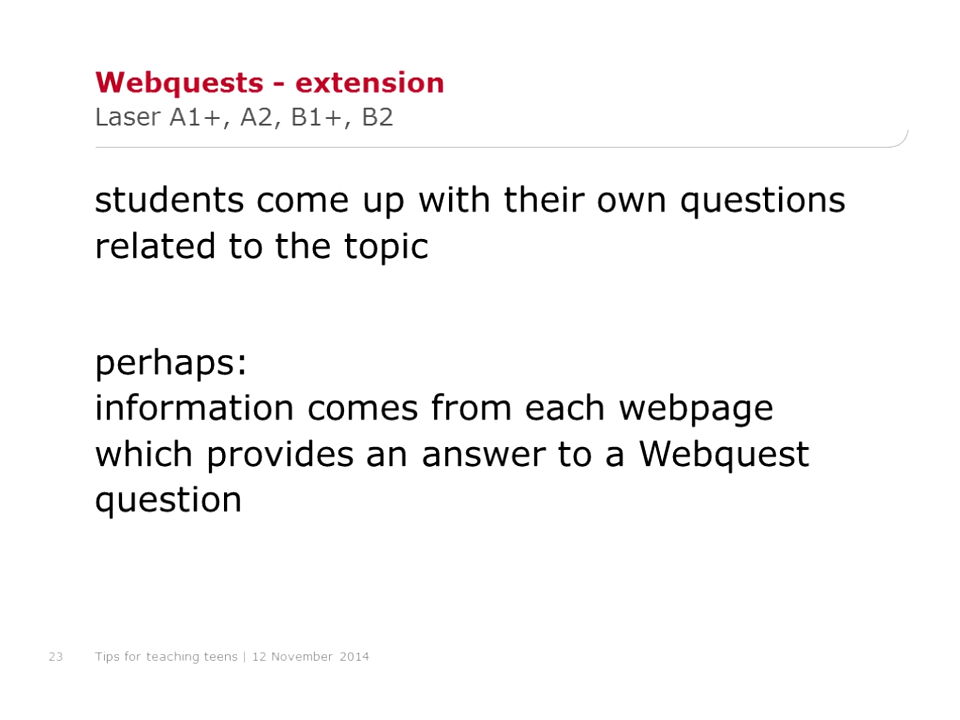 Webquests - extension
Laser A1+, A2, B1+, B2
students come up with their own questions
related to the topic
perhaps:
information comes from each webpage
which provides an answer to a Webquest
question
23 Tips for teaching teens | 12 November 2014